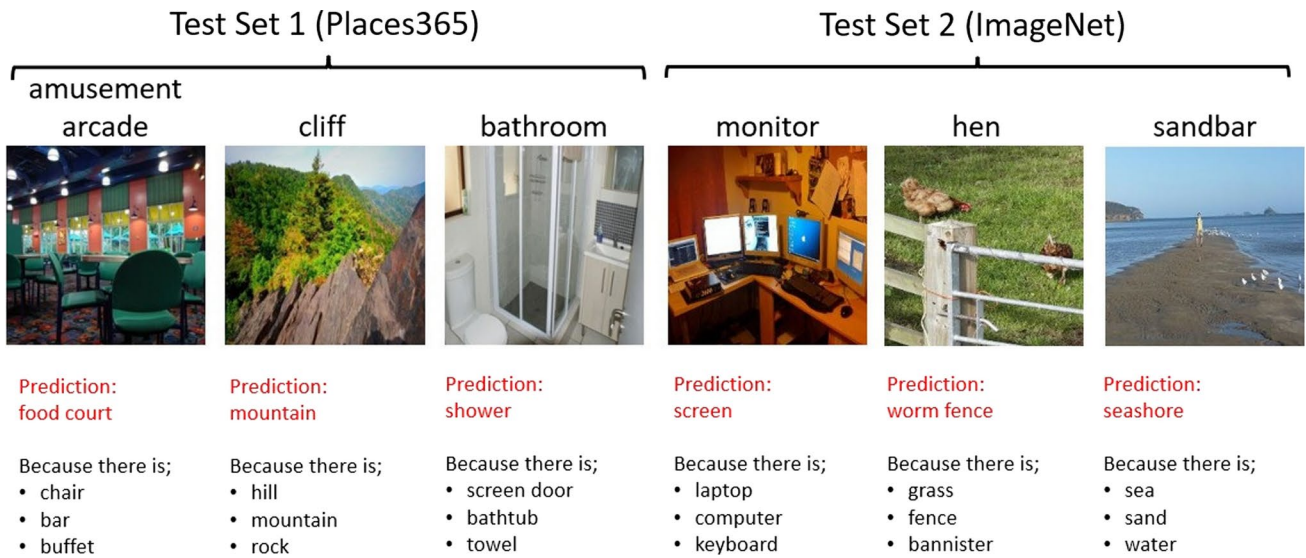 Test Set 1 (Places365)
Test Set 2 (ImageNet)
amusement
arcade
cliff
bathroom
monitor
hen
sandbar
Prediction:
food court
Prediction:
mountain
Prediction:
shower
Prediction:
screen
Prediction:
worm fence
Prediction:
seashore
Because there is;
• chair
• bar
• buffet
Because there is;
• hill
• mountain
• rock
Because there is;
• screen door
• bathtub
• towel
Because there is;
• laptop
• computer
• keyboard
Because there is;
• grass
• fence
• bannister
Because there is;
• sea
• sand
• water